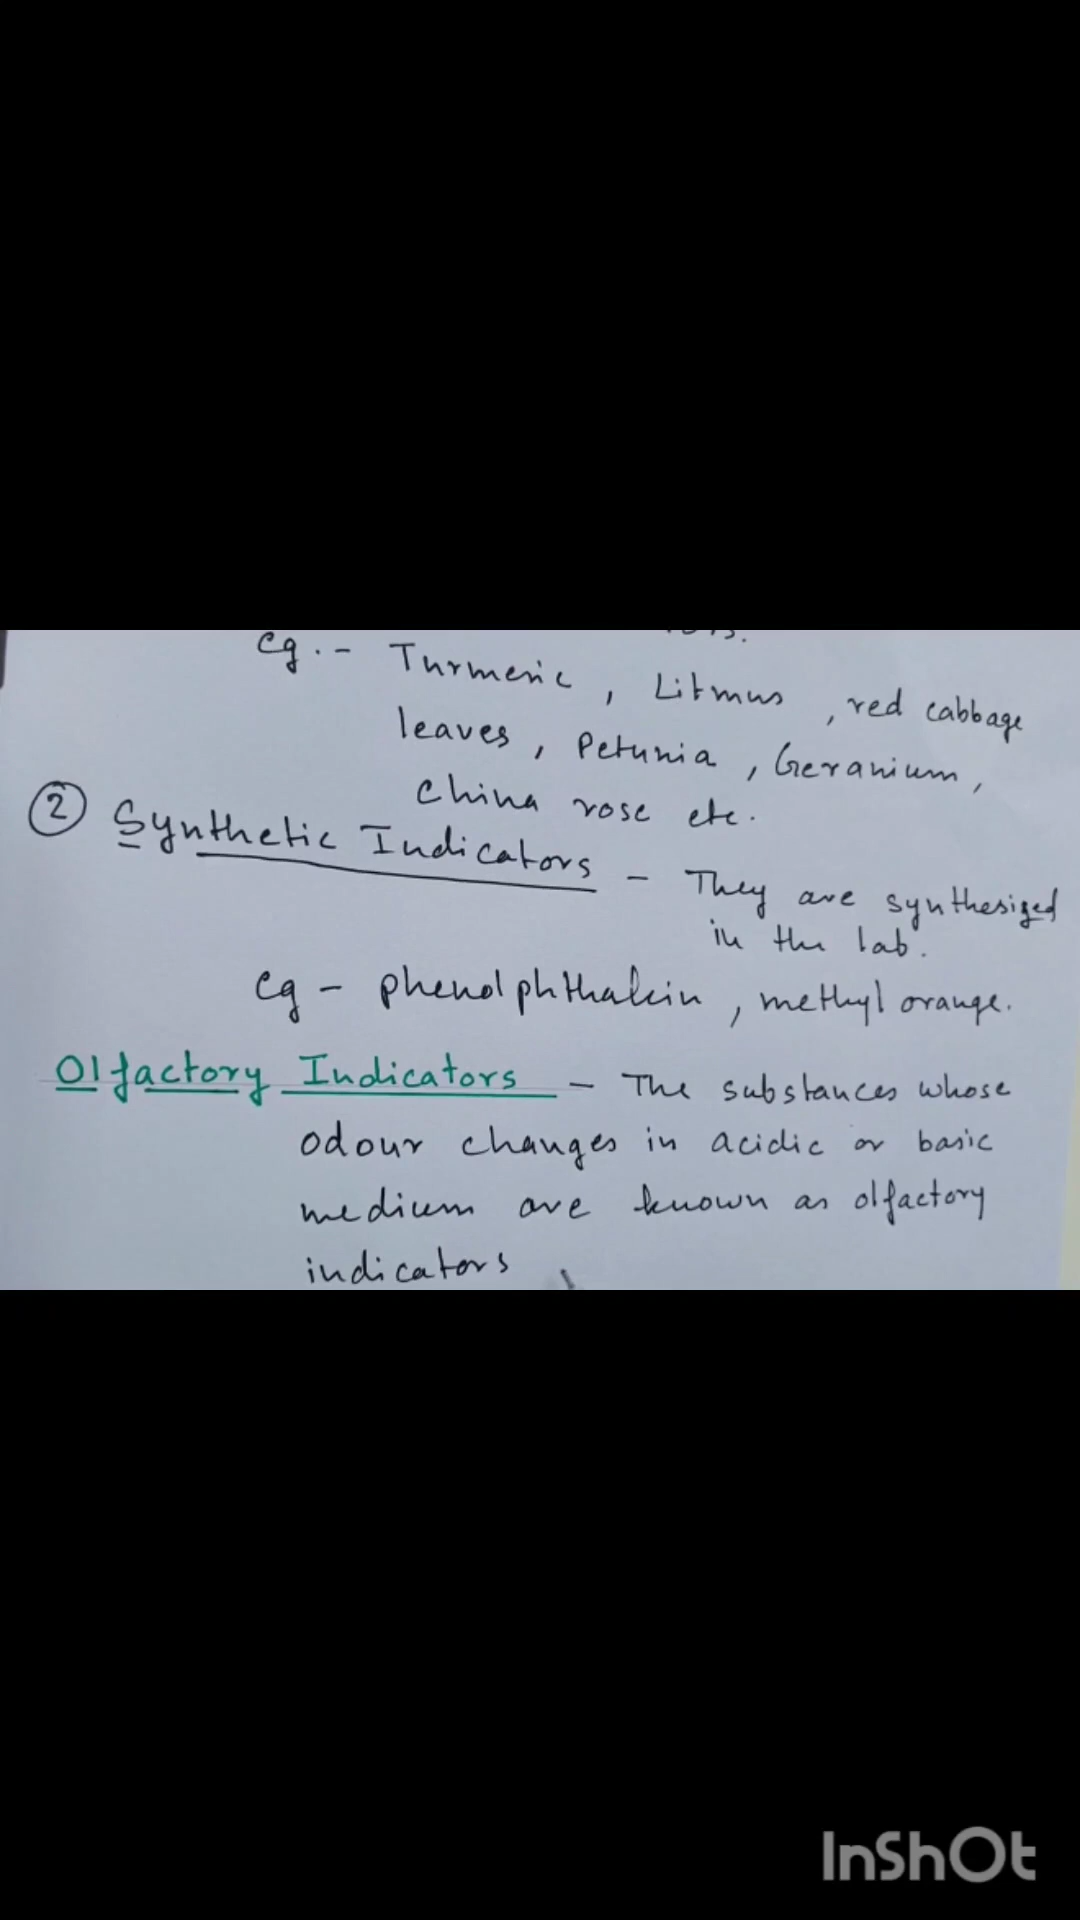 eg.- Turmeric, Litmus, red cabbage
leaves, Petunia, Geranium,
China rose etc.
② Synthetic Indicators - They are synthesized
in the lab.
eg - phenolphthalein, methyl orange.
Olfactory Indicators - The substances whose
odour changes in acidic or basic
medium are known as olfactory
indicators
InShOt